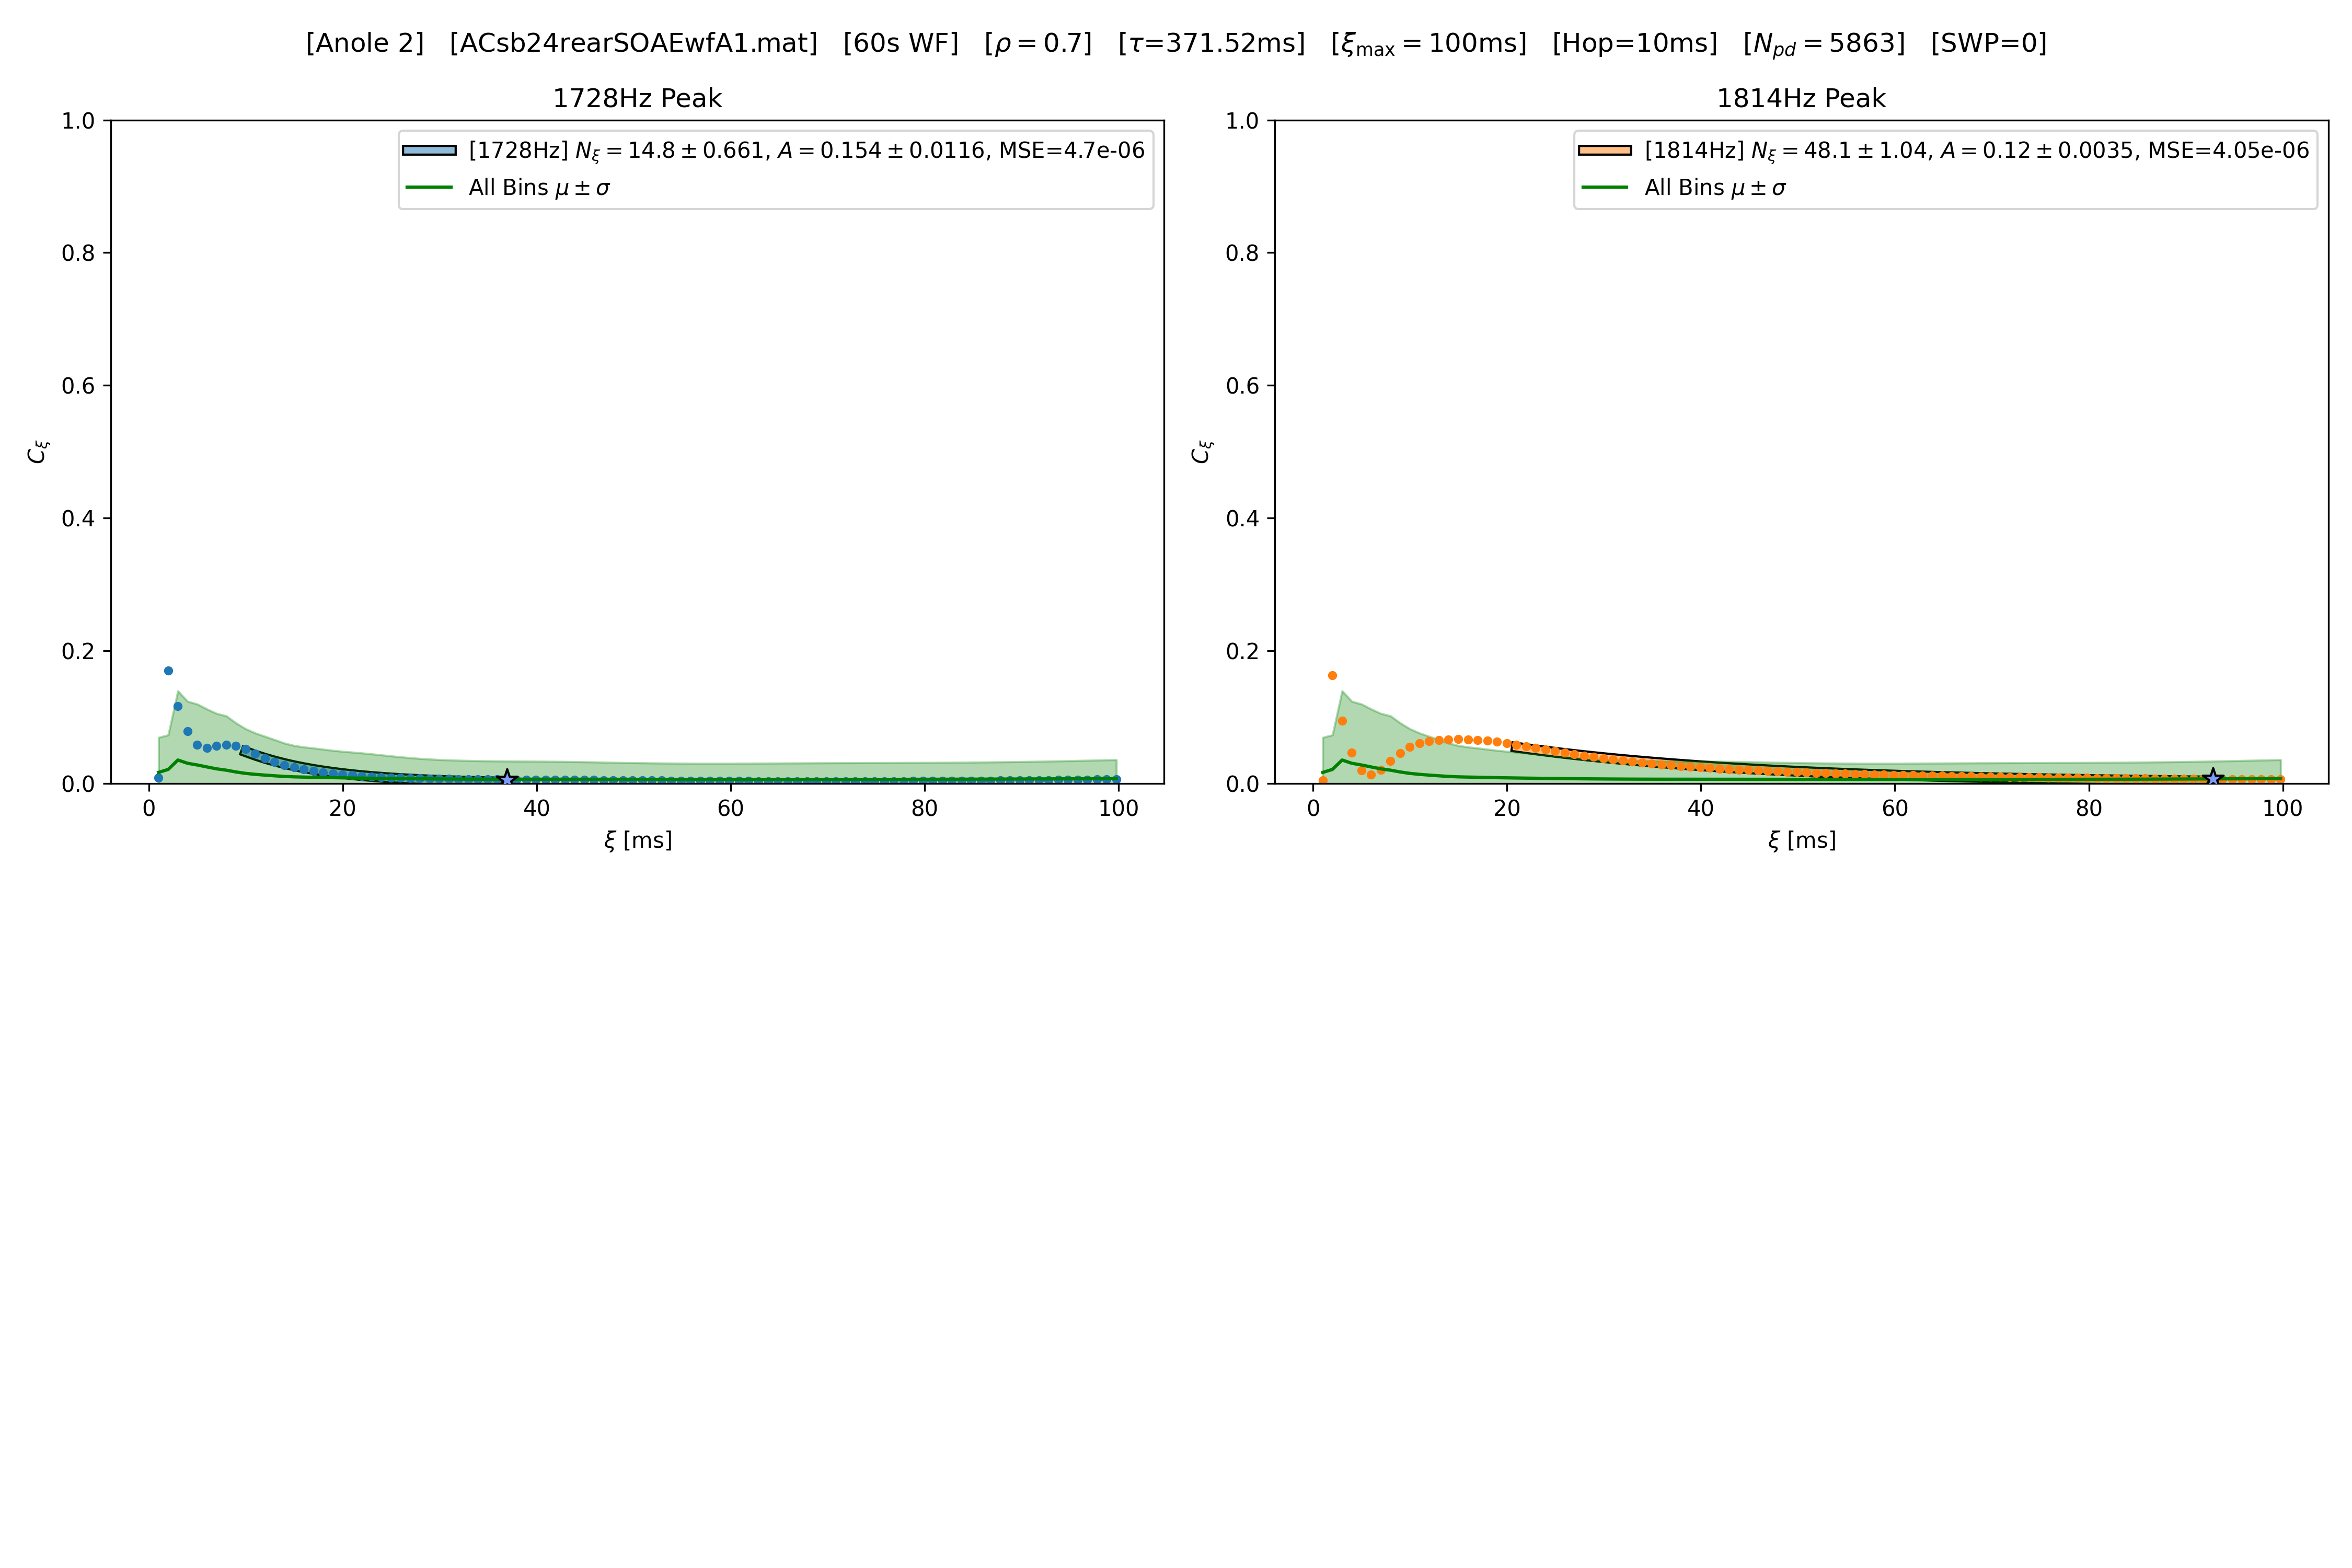 [Anole 2] [ACsb24rearSOAEwfA1.mat] [60s WF] [ρ = 0.7] [τ=371.52ms] [ξmax = 100ms] [Hop=10ms] [Npd = 5863] [SWP=0]
1728Hz Peak
1.0
0.8
0.6
0.4
0.2
0.0
Cξ
[1728Hz] Nξ = 14.8 ± 0.661, A = 0.154 ± 0.0116, MSE=4.7e-06
All Bins μ ± σ
0 20 40 60 80 100
ξ [ms]
1814Hz Peak
1.0
0.8
0.6
0.4
0.2
0.0
Cξ
[1814Hz] Nξ = 48.1 ± 1.04, A = 0.12 ± 0.0035, MSE=4.05e-06
All Bins μ ± σ
0 20 40 60 80 100
ξ [ms]